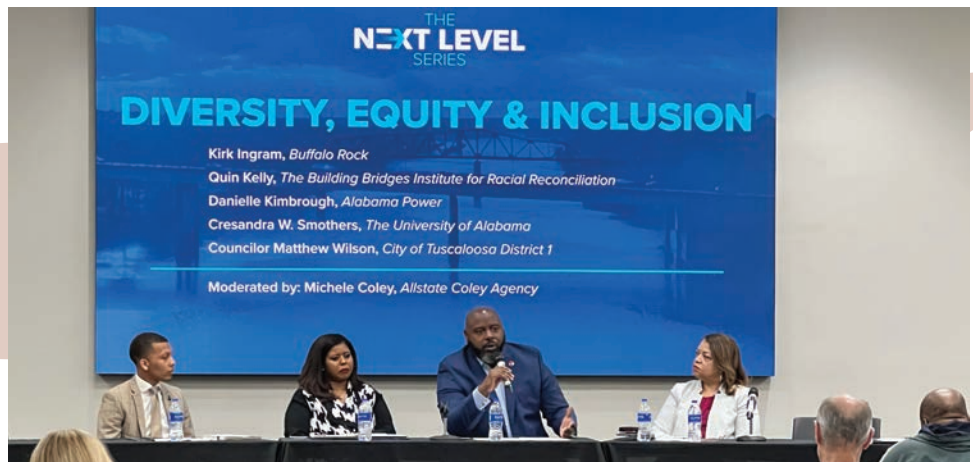 THE
NEXT LEVEL
SERIES
DIVERSITY, EQUITY & INCLUSION
Kirk Ingram, Buffalo Rock
Quin Kelly, The Building Bridges Institute for Racial Reconciliation
Danielle Kimbrough, Alabama Power
Cresandra W. Smothers, The University of Alabama
Councilor Matthew Wilson, City of Tuscaloosa District 1
Moderated by: Michele Coley, Allstate Coley Agency